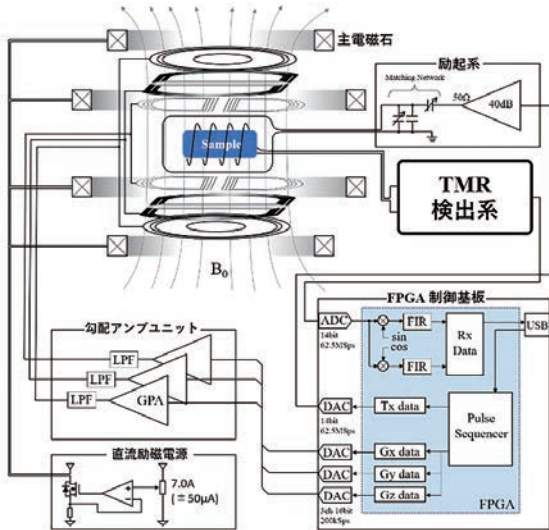 主電磁石
励起系
Matching Network
50Ω
40dB
Sample
TMR
検出系
B₀
FPGA 制御基板
勾配アンプユニット
ADC
14bit
62.5MSps
sin
cos
FIR
FIR
Rx
Data
USB
LPF
LPF
LPF
GPA
DAC
14bit
62.5MSps
Tx data
Pulse
Sequencer
DAC
Gx data
DAC
Gy data
DAC
Gz data
3ch 16bit
200kSps
FPGA
直流励磁電源
7.0A
(±50μA)